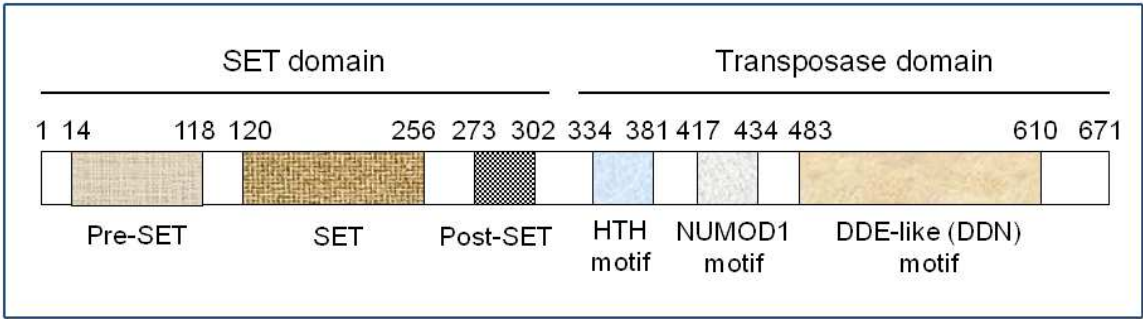 SET domain Transposase domain
1 14 118 120 256 273 302 334 381 417 434 483 610 671
Pre-SET SET Post-SET HTH motif NUMOD1 motif DDE-like (DDN) motif